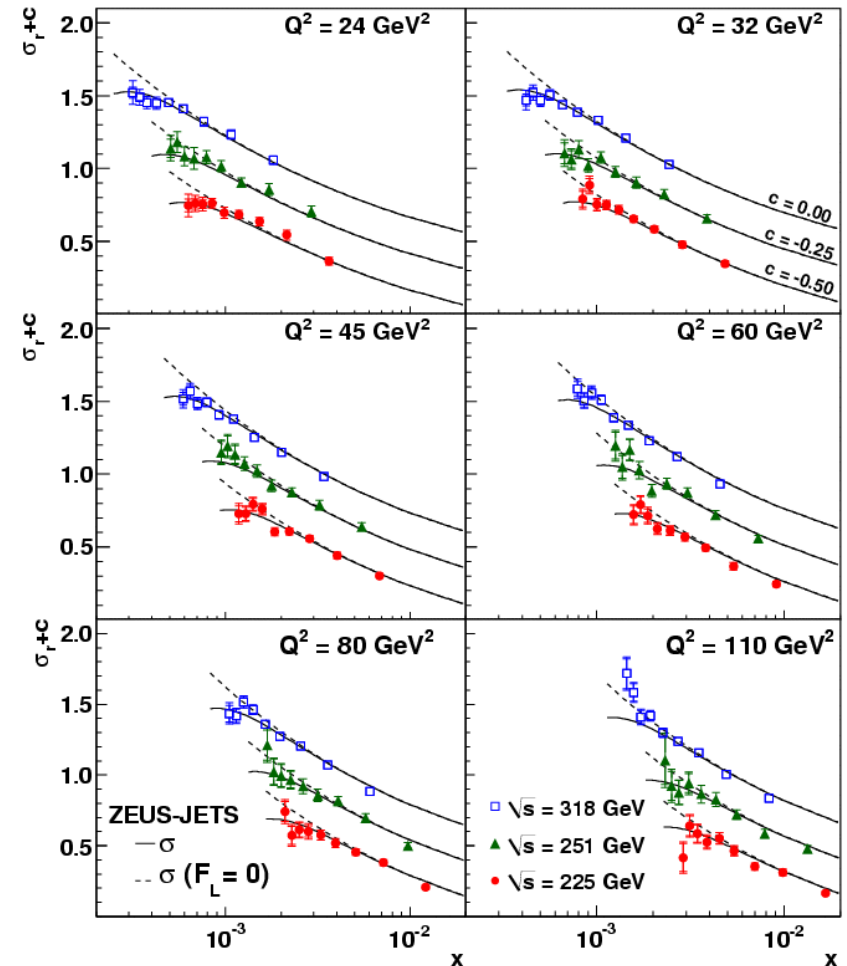 σr+c
2.0
1.5
1.0
0.5
Q² = 24 GeV²
Q² = 32 GeV²
c = 0.00
c = -0.25
c = -0.50
σr+c
2.0
1.5
1.0
0.5
Q² = 45 GeV²
Q² = 60 GeV²
σr+c
2.0
1.5
1.0
0.5
Q² = 80 GeV²
ZEUS-JETS
σ
σ (F_L = 0)
Q² = 110 GeV²
√s = 318 GeV
√s = 251 GeV
√s = 225 GeV
10⁻³
10⁻²
x
10⁻³
10⁻²
x